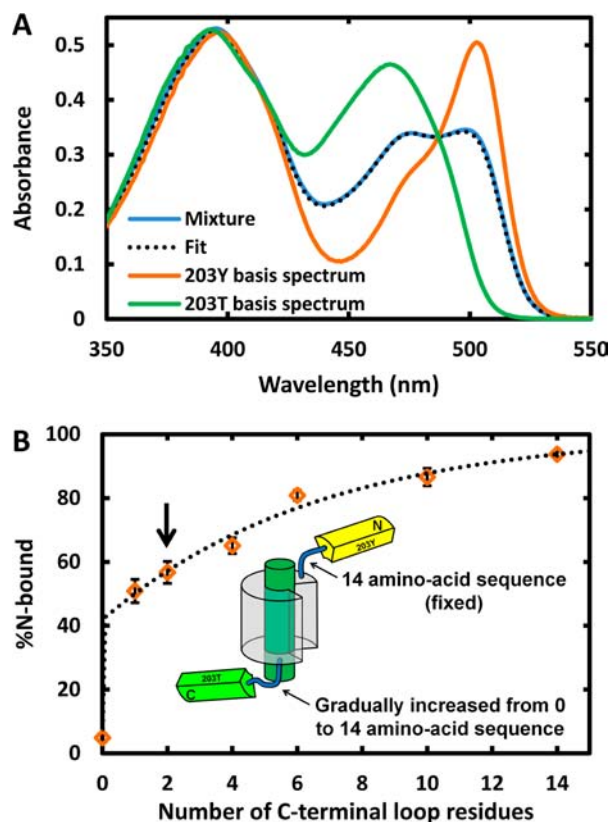 A
0.5
0.4
0.3
0.2
0.1
0
Absorbance
Mixture
Fit
203Y basis spectrum
203T basis spectrum
350
400
450
500
550
Wavelength (nm)
B
100
80
60
40
20
0
%N-bound
N
203Y
14 amino-acid sequence
(fixed)
203T
C
Gradually increased from 0
to 14 amino-acid sequence
0
2
4
6
8
10
12
14
Number of C-terminal loop residues